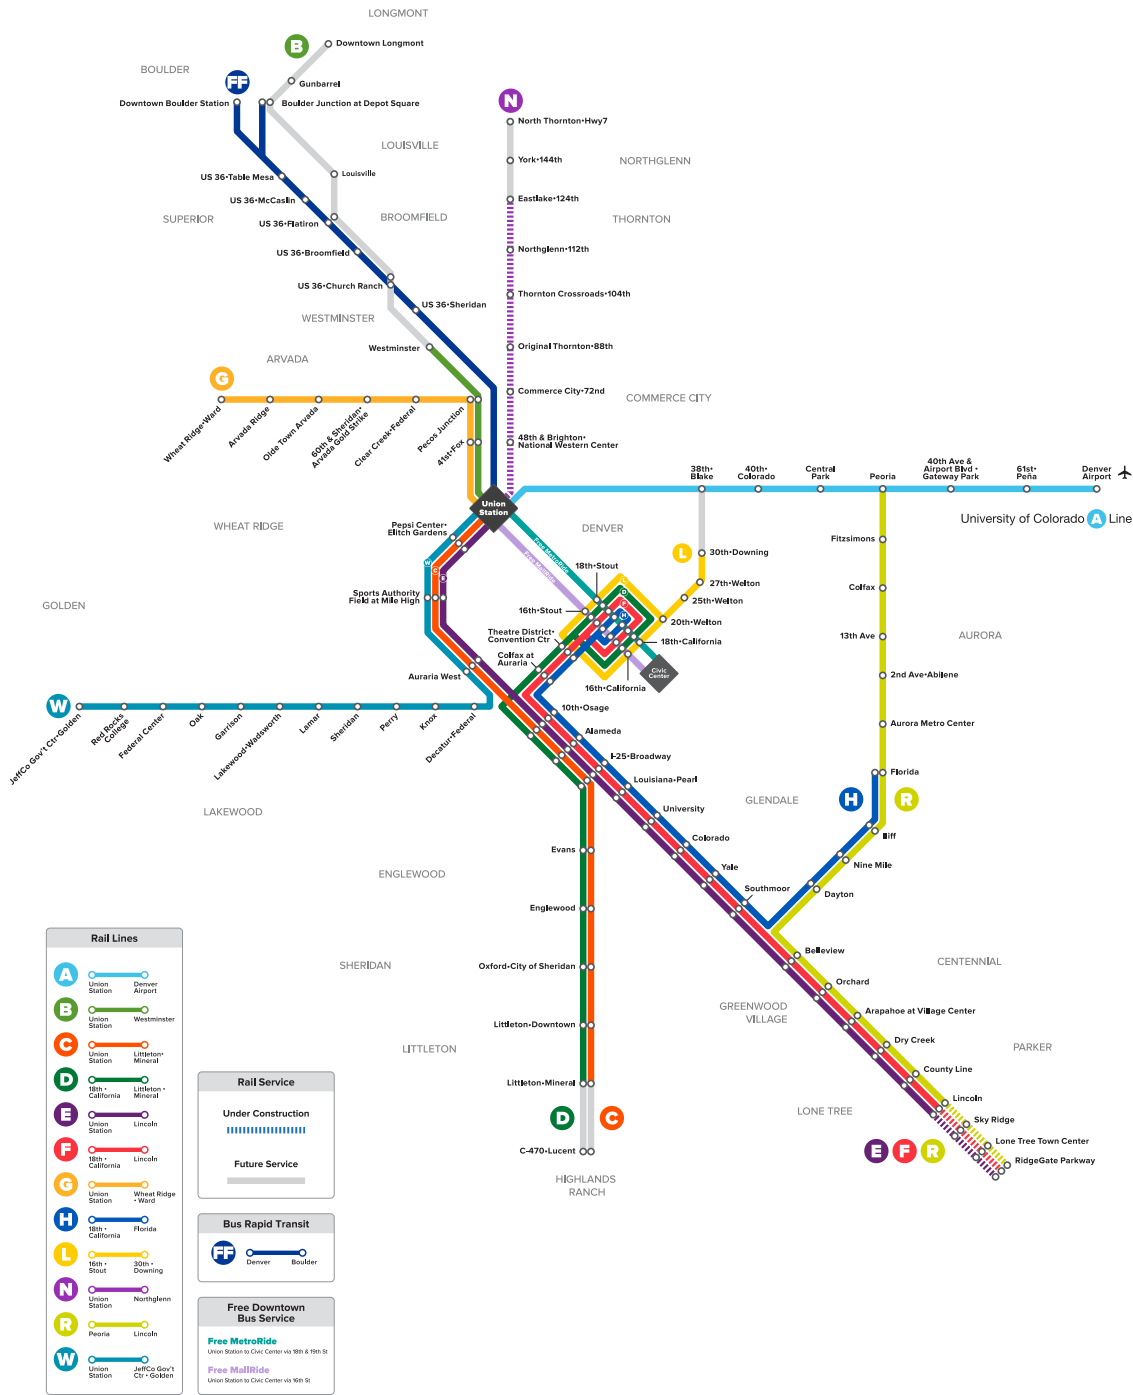 LONGMONT
B
Downtown Longmont
BOULDER
FF
Gunbarrel
Downtown Boulder Station
Boulder Junction at Depot Square
N
North Thornton•Hwy7
LOUISVILLE
York•144th
NORTHGLENN
US 36•Table Mesa
Louisville
US 36•McCaslin
Eastlake•124th
SUPERIOR
US 36•Flatiron
BROOMFIELD
THORNTON
US 36•Broomfield
Northglenn•112th
US 36•Church Ranch
Thornton Crossroads•104th
US 36•Sheridan
WESTMINSTER
Westminster
Original Thornton•88th
ARVADA
G
Commerce City•72nd
COMMERCE CITY
Wheat Ridge•Ward
Arvada Ridge
Olde Town Arvada
60th & Sheridan•
Arvada Gold Strike
Clear Creek•Federal
Pecos Junction
41st•Fox
48th & Brighton•
National Western Center
38th•
Blake
40th•
Colorado
Central
Park
Peoria
40th Ave &
Airport Blvd •
Gateway Park
61st•
Peña
Denver
Airport
Union
Station
University of Colorado A Line
WHEAT RIDGE
Pepsi Center•
Elitch Gardens
DENVER
Free MetroRide
Free MallRide
Fitzsimons
L
30th•Downing
W
C
E
18th•Stout
L
D
F
H
27th•Welton
Colfax
Sports Authority
Field at Mile High
25th•Welton
GOLDEN
16th•Stout
20th•Welton
Theatre District•
Convention Ctr
18th•California
13th Ave
AURORA
Colfax at
Auraria
Civic
Center
Auraria West
16th•California
2nd Ave•Abilene
W
JeffCo Gov't Ctr•Golden
Red Rocks
College
Federal Center
Oak
Garrison
Lakewood•Wadsworth
Lamar
Sheridan
Perry
Knox
Decatur•Federal
10th•Osage
Alameda
Aurora Metro Center
I-25•Broadway
Florida
Louisiana•Pearl
GLENDALE
H
R
LAKEWOOD
University
Iliff
Colorado
Evans
Nine Mile
Yale
ENGLEWOOD
Southmoor
Dayton
Englewood
Belleview
SHERIDAN
Oxford•City of Sheridan
CENTENNIAL
Orchard
GREENWOOD
VILLAGE
Arapahoe at Village Center
Littleton•Downtown
Dry Creek
LITTLETON
PARKER
County Line
Littleton•Mineral
Lincoln
D
C
LONE TREE
Sky Ridge
Lone Tree Town Center
E
F
R
RidgeGate Parkway
C-470•Lucent
HIGHLANDS
RANCH
Rail Lines
A
Union
Station
Denver
Airport
B
Union
Station
Westminster
C
Union
Station
Littleton•
Mineral
D
18th •
California
Littleton •
Mineral
E
Union
Station
Lincoln
F
18th •
California
Lincoln
G
Union
Station
Wheat Ridge
• Ward
H
18th •
California
Florida
L
16th •
Stout
30th •
Downing
N
Union
Station
Northglenn
R
Peoria
Lincoln
W
Union
Station
JeffCo Gov't
Ctr • Golden
Rail Service
Under Construction
Future Service
Bus Rapid Transit
FF
Denver
Boulder
Free Downtown
Bus Service
Free MetroRide
Union Station to Civic Center via 18th & 19th St
Free MallRide
Union Station to Civic Center via 16th St